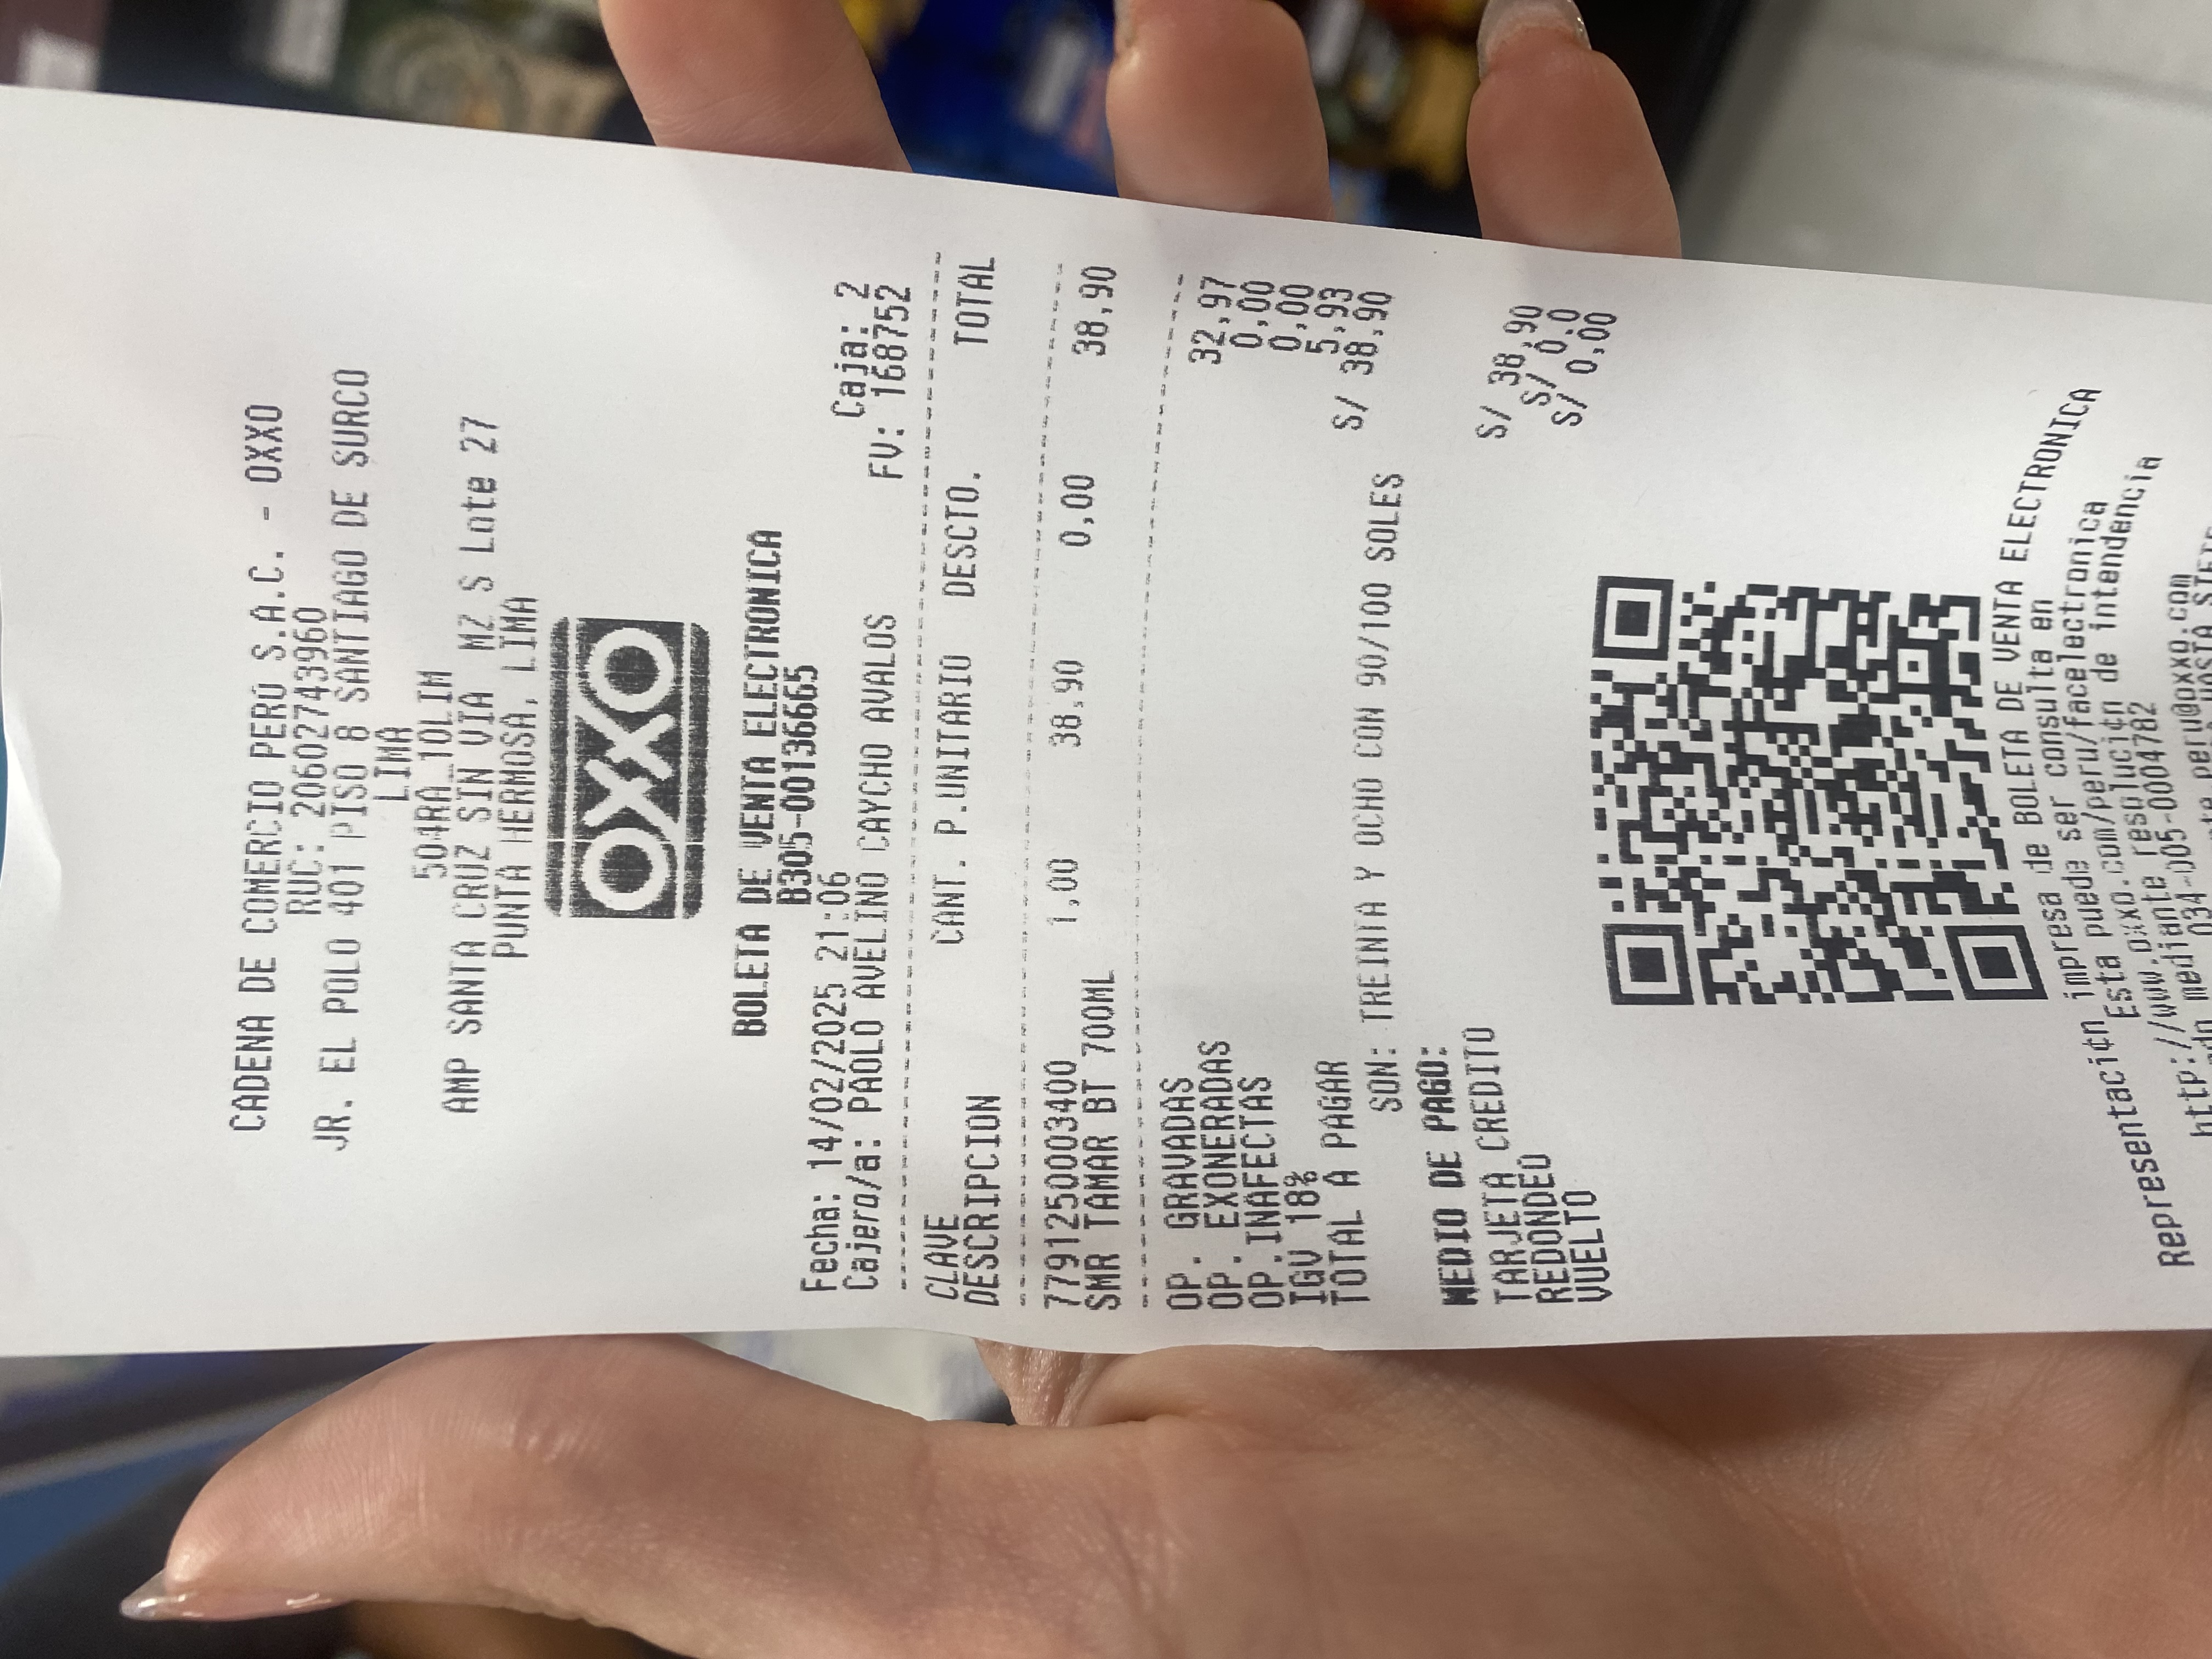 CADENA DE COMERCIO PERÚ S.A.C. - OXXO
RUC: 20602743960
JR. EL POLO 401 PISO 8 SANTIAGO DE SURCO
LIMA
504RA_10LIM
AMP SANTA CRUZ SIN VIA MZ S Lote 27
PUNTA HERMOSA, LIMA
OXXO
BOLETA DE VENTA ELECTRONICA
B305-00136665
Fecha: 14/02/2025 21:06 Caja: 2
Cajero/a: PAOLO AVELINO CAYCHO AVALOS FV: 168752
CLAVE CANT. P.UNITARIO DESCTO. TOTAL
DESCRIPCION
7791250003400 1,00 38,90 0,00 38,90
SMR TAMAR BT 700ML
OP. GRAVADAS 32,97
OP. EXONERADAS 0,00
OP.INAFECTAS 0,00
IGV 18% 5,93
TOTAL A PAGAR S/ 38,90
SON: TREINTA Y OCHO CON 90/100 SOLES
MEDIO DE PAGO:
TARJETA CREDITO S/ 38,90
REDONDEO S/ 0.0
VUELTO S/ 0,00
Representaci¢n impresa de BOLETA DE VENTA ELECTRONICA
Esta puede ser consulta en
http://www.oxxo.com/peru/facelectronica
mediante resoluci¢n de intendencia
034-005-0004782
peru@oxxo.com
HASTA SIETE